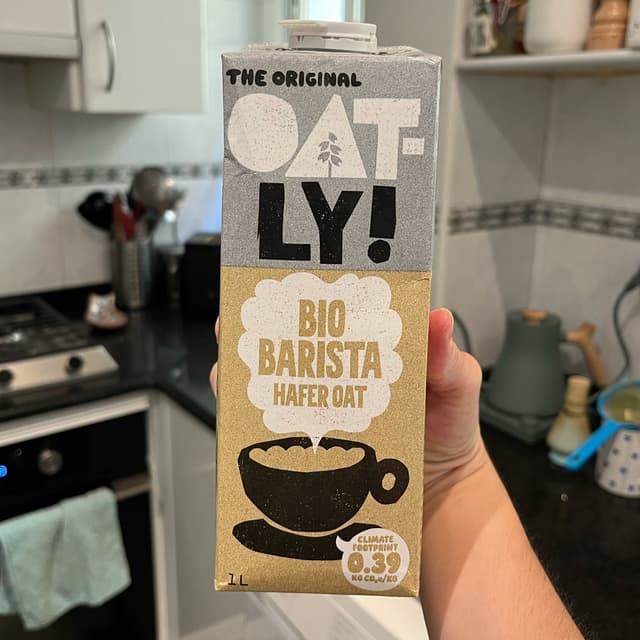 THE ORIGINAL
OAT-
LY!
BIO
BARISTA
HAFER OAT
CLIMATE
FOOTPRINT
0.39
KG CO₂e/KG
1L